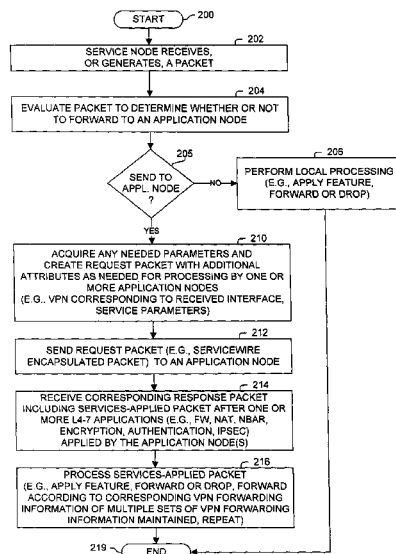 START
200
202
SERVICE NODE RECEIVES,
OR GENERATES, A PACKET
204
EVALUATE PACKET TO DETERMINE WHETHER OR NOT
TO FORWARD TO AN APPLICATION NODE
205
SEND TO
APPL. NODE
?
NO
206
PERFORM LOCAL PROCESSING
(E.G., APPLY FEATURE,
FORWARD OR DROP)
YES
210
ACQUIRE ANY NEEDED PARAMETERS AND
CREATE REQUEST PACKET WITH ADDITIONAL
ATTRIBUTES AS NEEDED FOR PROCESSING BY ONE OR
MORE APPLICATION NODES
(E.G., VPN CORRESPONDING TO RECEIVED INTERFACE,
SERVICE PARAMETERS)
212
SEND REQUEST PACKET (E.G., SERVICEWIRE
ENCAPSULATED PACKET) TO AN APPLICATION NODE
214
RECEIVE CORRESPONDING RESPONSE PACKET
INCLUDING SERVICES-APPLIED PACKET AFTER ONE OR
MORE L4-7 APPLICATIONS (E.G., FW, NAT, NBAR,
ENCRYPTION, AUTHENTICATION, IPSEC)
APPLIED BY THE APPLICATION NODE(S)
216
PROCESS SERVICES-APPLIED PACKET
(E.G., APPLY FEATURE, FORWARD OR DROP, FORWARD
ACCORDING TO CORRESPONDING VPN FORWARDING
INFORMATION OF MULTIPLE SETS OF VPN FORWARDING
INFORMATION MAINTAINED, REPEAT)
219
END